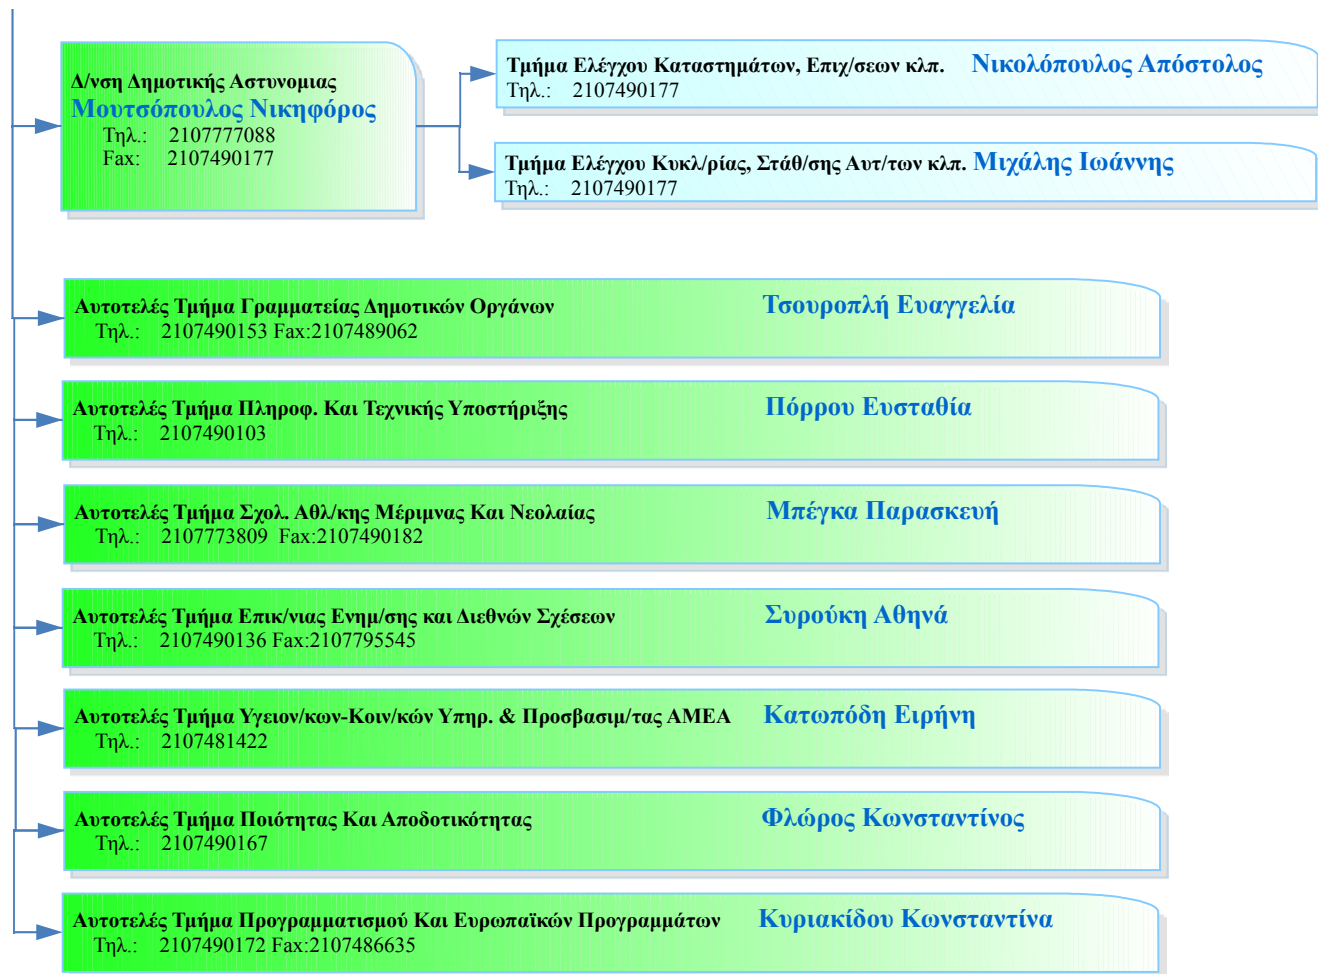 Δ/νση Δημοτικής Αστυνομιας
Μουτσόπουλος Νικηφόρος
Τηλ.: 2107777088
Fax: 2107490177
Τμήμα Ελέγχου Καταστημάτων, Επιχ/σεων κλπ. Νικολόπουλος Απόστολος
Τηλ.: 2107490177
Τμήμα Ελέγχου Κυκλ/ρίας, Στάθ/σης Αυτ/των κλπ. Μιχάλης Ιωάννης
Τηλ.: 2107490177
Αυτοτελές Τμήμα Γραμματείας Δημοτικών Οργάνων Τσουροπλή Ευαγγελία
Τηλ.: 2107490153 Fax:2107489062
Αυτοτελές Τμήμα Πληροφ. Και Τεχνικής Υποστήριξης Πόρρου Ευσταθία
Τηλ.: 2107490103
Αυτοτελές Τμήμα Σχολ. Αθλ/κης Μέριμνας Και Νεολαίας Μπέγκα Παρασκευή
Τηλ.: 2107773809 Fax:2107490182
Αυτοτελές Τμήμα Επικ/νιας Ενημ/σης και Διεθνών Σχέσεων Συρούκη Αθηνά
Τηλ.: 2107490136 Fax:2107795545
Αυτοτελές Τμήμα Υγειον/κων-Κοιν/κών Υπηρ. & Προσβασιμ/τας ΑΜΕΑ Κατωπόδη Ειρήνη
Τηλ.: 2107481422
Αυτοτελές Τμήμα Ποιότητας Και Αποδοτικότητας Φλώρος Κωνσταντίνος
Τηλ.: 2107490167
Αυτοτελές Τμήμα Προγραμματισμού Και Ευρωπαϊκών Προγραμμάτων Κυριακίδου Κωνσταντίνα
Τηλ.: 2107490172 Fax:2107486635